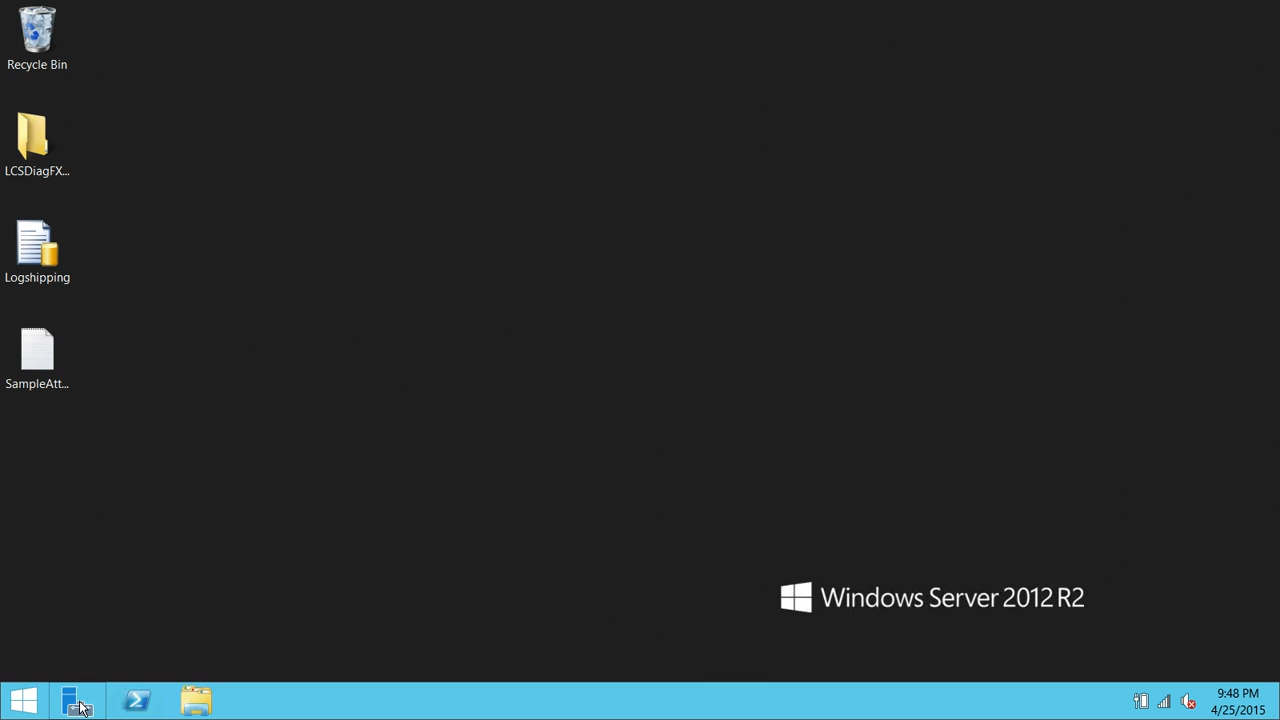 Recycle Bin
LCSDiagFX...
Logshipping
SampleAtt...
Windows Server 2012 R2
9:48 PM
4/25/2015